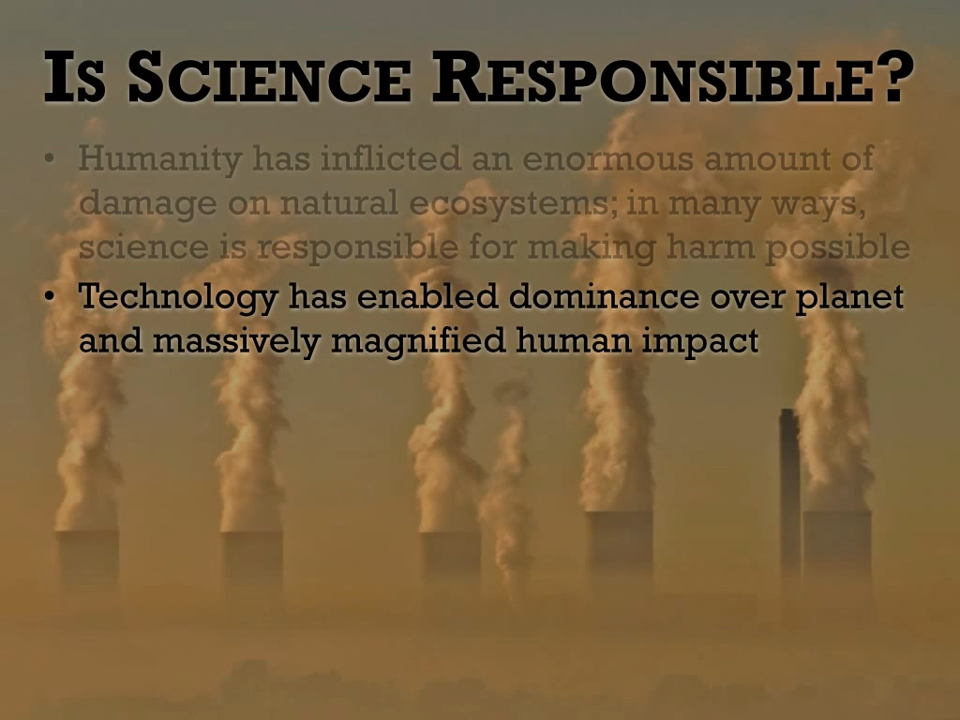 Is Science Responsible?
• Humanity has inflicted an enormous amount of
damage on natural ecosystems; in many ways,
science is responsible for making harm possible
• Technology has enabled dominance over planet
and massively magnified human impact